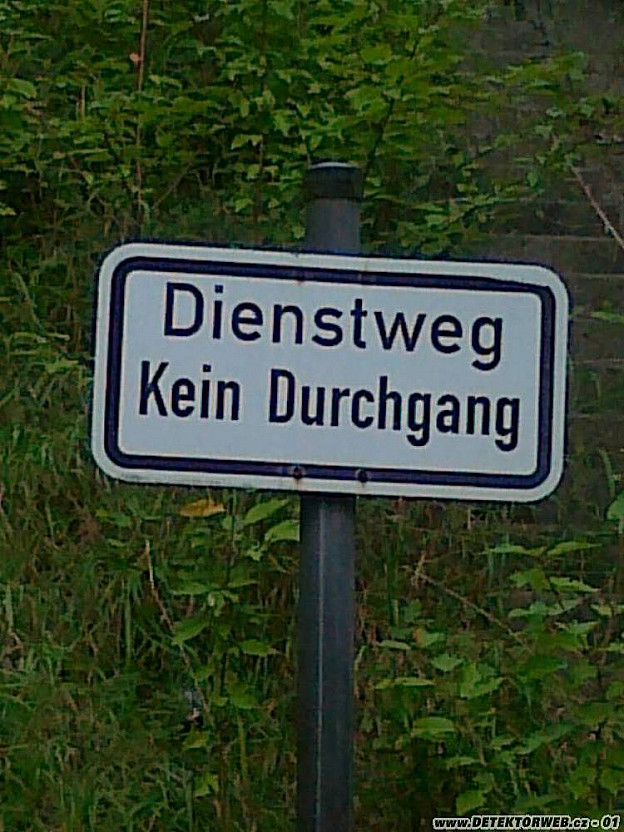 Dienstweg
Kein Durchgang
www.DETEKTORWEB.cz - 01